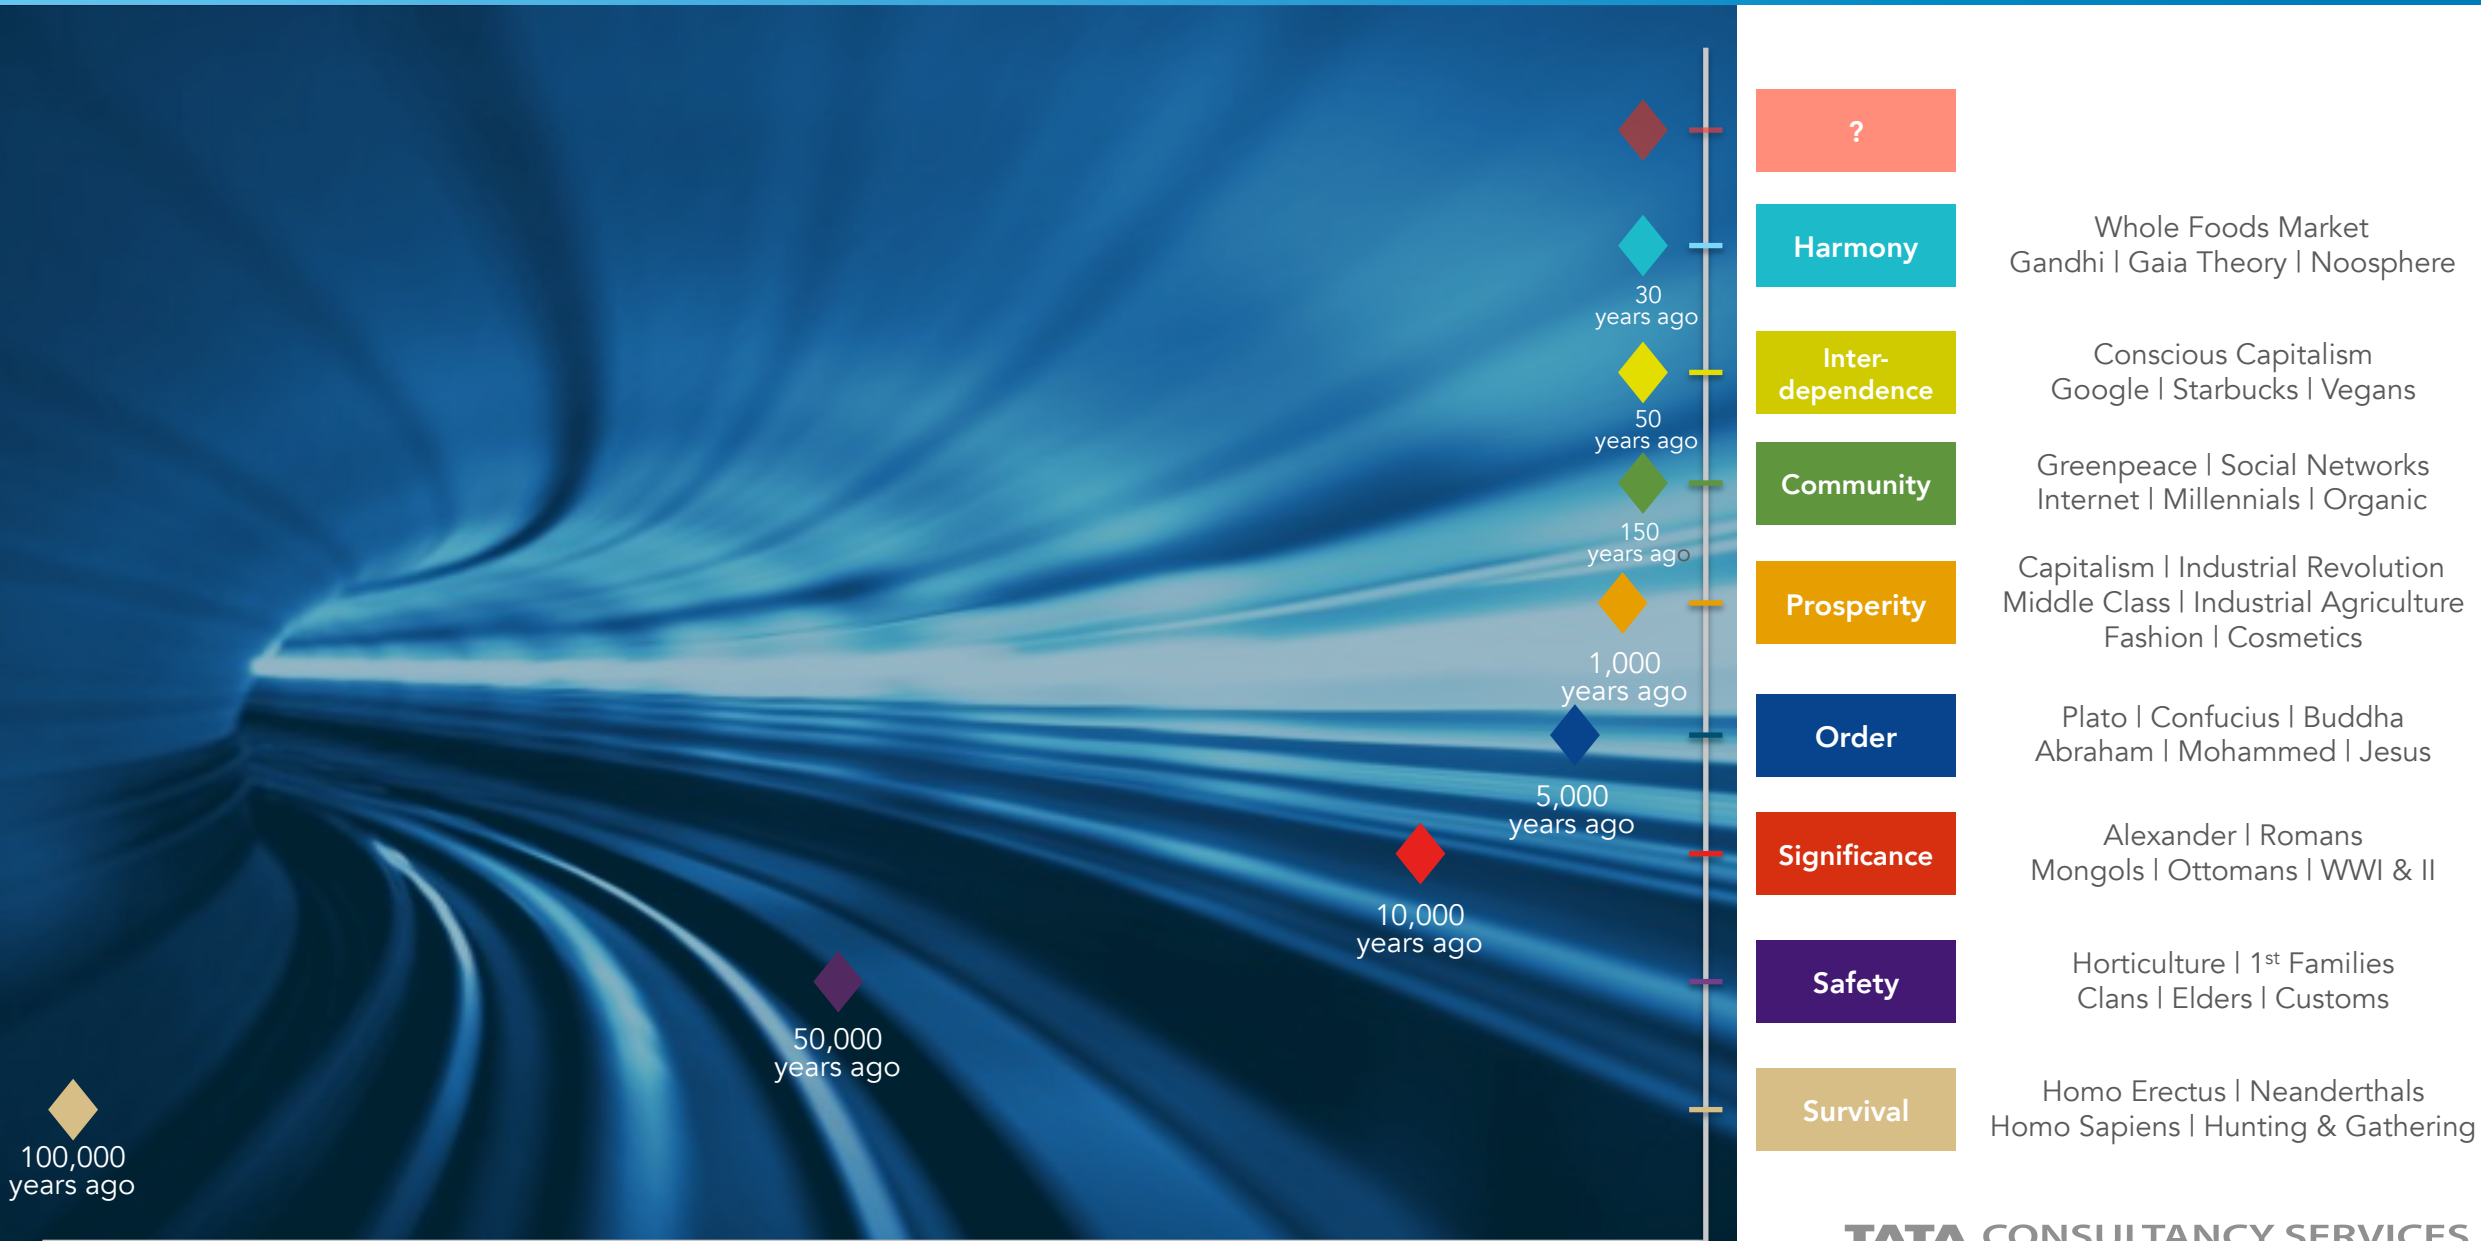 ?
Harmony
Whole Foods Market
Gandhi | Gaia Theory | Noosphere
30
years ago
Inter-
dependence
Conscious Capitalism
Google | Starbucks | Vegans
50
years ago
Community
Greenpeace | Social Networks
Internet | Millennials | Organic
150
years ago
Prosperity
Capitalism | Industrial Revolution
Middle Class | Industrial Agriculture
Fashion | Cosmetics
1,000
years ago
Order
Plato | Confucius | Buddha
Abraham | Mohammed | Jesus
5,000
years ago
Significance
Alexander | Romans
Mongols | Ottomans | WWI & II
10,000
years ago
Safety
Horticulture | 1st Families
Clans | Elders | Customs
50,000
years ago
Survival
Homo Erectus | Neanderthals
Homo Sapiens | Hunting & Gathering
100,000
years ago
TATA CONSULTANCY SERVICES